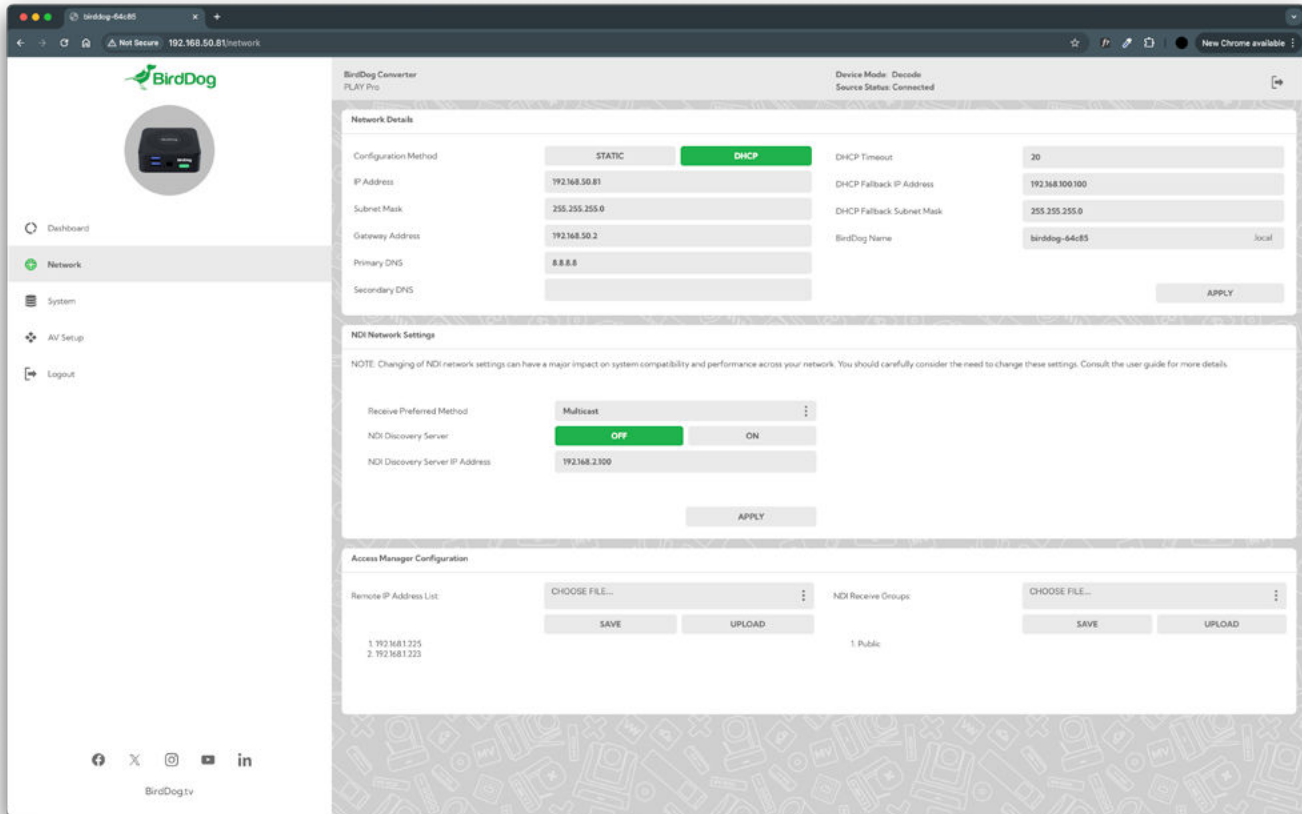 birddog-64c85
Not Secure 192.168.50.81/network
New Chrome available
BirdDog
BirdDog Converter
PLAY Pro
Device Mode: Decode
Source Status: Connected
Dashboard
Network
System
AV Setup
Logout
BirdDog.tv
Network Details
Configuration Method STATIC DHCP
IP Address 192.168.50.81
Subnet Mask 255.255.255.0
Gateway Address 192.168.50.2
Primary DNS 8.8.8.8
Secondary DNS
DHCP Timeout 20
DHCP Fallback IP Address 192.168.100.100
DHCP Fallback Subnet Mask 255.255.255.0
BirdDog Name birddog-64c85 .local
APPLY
NDI Network Settings
NOTE: Changing of NDI network settings can have a major impact on system compatibility and performance across your network. You should carefully consider the need to change these settings. Consult the user guide for more details.
Receive Preferred Method Multicast
NDI Discovery Server OFF ON
NDI Discovery Server IP Address 192.168.2.100
APPLY
Access Manager Configuration
Remote IP Address List: CHOOSE FILE...
SAVE UPLOAD
1. 192.168.1.225
2. 192.168.1.223
NDI Receive Groups: CHOOSE FILE...
SAVE UPLOAD
1. Public